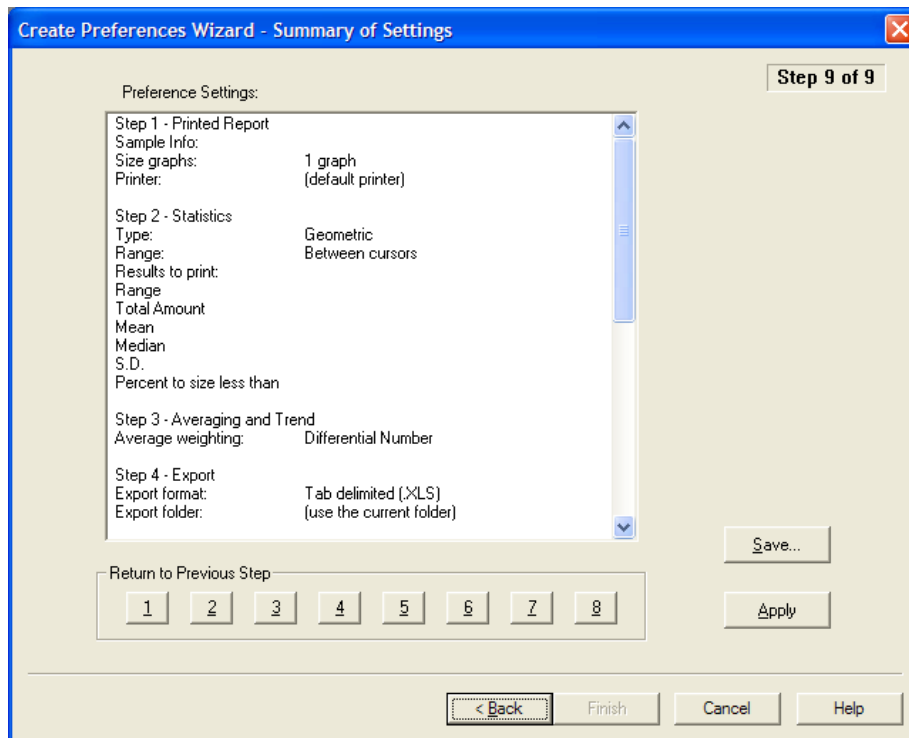 Create Preferences Wizard - Summary of Settings
Step 9 of 9
Preference Settings:
Step 1 - Printed Report
Sample Info:
Size graphs: 1 graph
Printer: (default printer)
Step 2 - Statistics
Type: Geometric
Range: Between cursors
Results to print:
Range
Total Amount
Mean
Median
S.D.
Percent to size less than
Step 3 - Averaging and Trend
Average weighting: Differential Number
Step 4 - Export
Export format: Tab delimited (.XLS)
Export folder: (use the current folder)
Save...
Return to Previous Step
1 2 3 4 5 6 7 8
Apply
< Back Finish Cancel Help